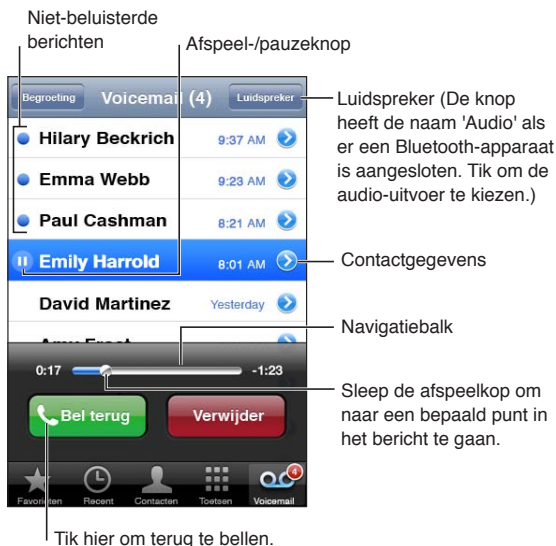 Niet-beluisterde
berichten
Afspeel-/pauzeknop
Begroeting Voicemail (4) Luidspreker
Hilary Beckrich 9:37 AM
Emma Webb 9:23 AM
Paul Cashman 8:21 AM
Emily Harrold 8:01 AM
David Martinez Yesterday
0:17 -1:23
Bel terug Verwijder
Favorieten Recent Contacten Toetsen Voicemail
4
Luidspreker (De knop
heeft de naam 'Audio' als
er een Bluetooth-apparaat
is aangesloten. Tik om de
audio-uitvoer te kiezen.)
Contactgegevens
Navigatiebalk
Sleep de afspeelkop om
naar een bepaald punt in
het bericht te gaan.
Tik hier om terug te bellen.